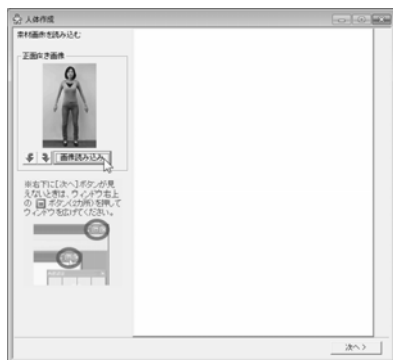 人体作成
素材画像を読み込む
正面向き画像
画像読み込み
※右下に[次へ]ボタンが見
えないときは、ウィンドウ右上
の 回 ボタン(2カ所)を押して
ウィンドウを広げてください。
次へ >